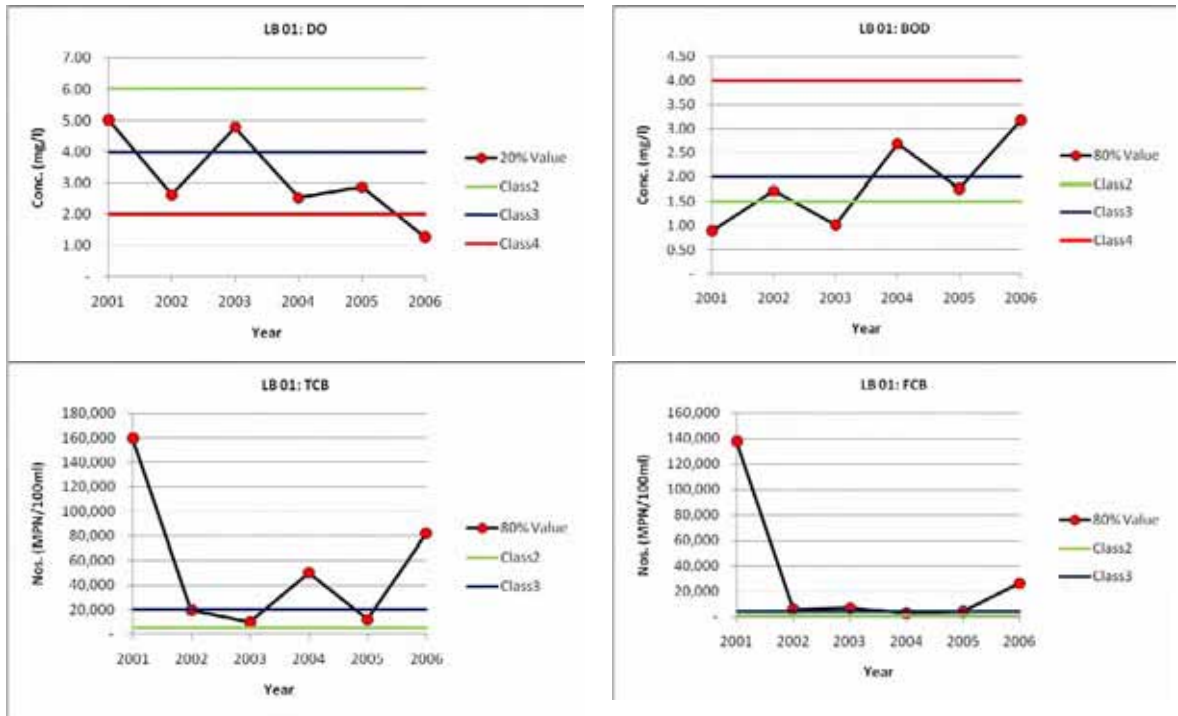 LB 01: DO
7.00
6.00
5.00
4.00
3.00
2.00
1.00
-
Conc. (mg/l)
2001 2002 2003 2004 2005 2006
Year
20% Value
Class2
Class3
Class4
LB 01: BOD
4.50
4.00
3.50
3.00
2.50
2.00
1.50
1.00
0.50
-
Conc. (mg/l)
2001 2002 2003 2004 2005 2006
Year
80% Value
Class2
Class3
Class4
LB 01: TCB
180,000
160,000
140,000
120,000
100,000
80,000
60,000
40,000
20,000
-
Nos. (MPN/100ml)
2001 2002 2003 2004 2005 2006
Year
80% Value
Class2
Class3
LB 01: FCB
160,000
140,000
120,000
100,000
80,000
60,000
40,000
20,000
-
Nos. (MPN/100ml)
2001 2002 2003 2004 2005 2006
Year
80% Value
Class2
Class3